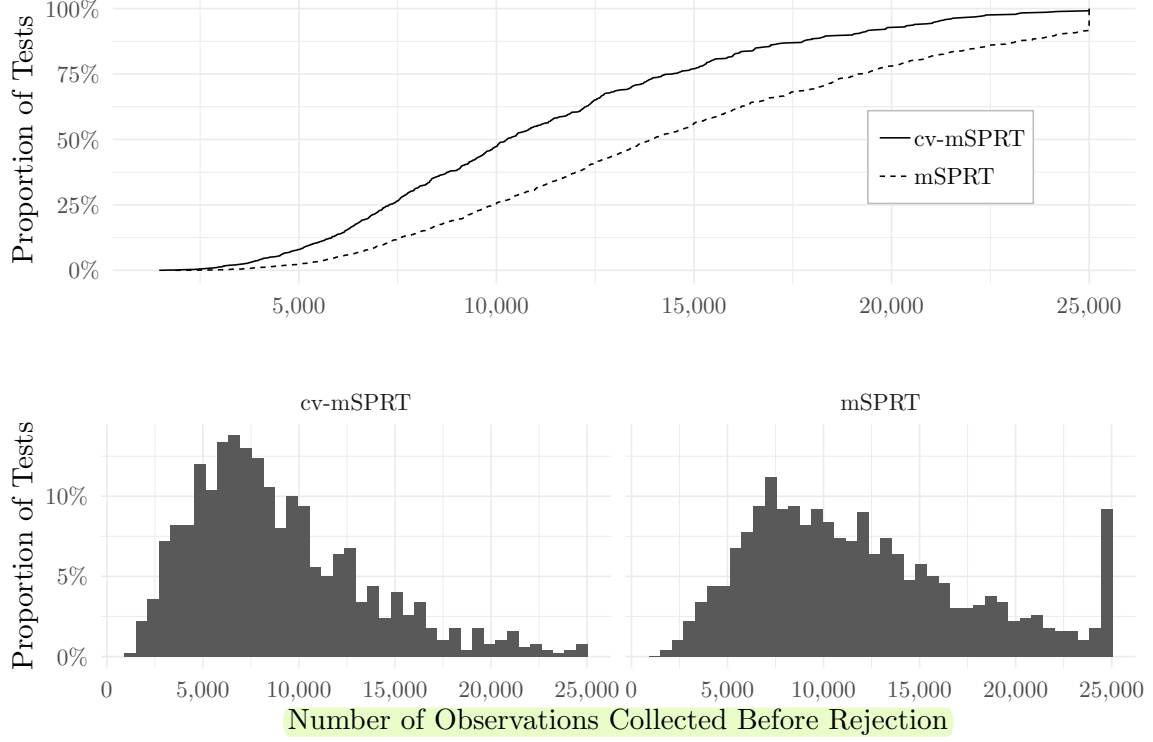 Proportion of Tests
100%
75%
50%
25%
0%
cv-mSPRT
mSPRT
5,000 10,000 15,000 20,000 25,000
cv-mSPRT mSPRT
Proportion of Tests
10%
5%
0%
0 5,000 10,000 15,000 20,000 25,000 0 5,000 10,000 15,000 20,000 25,000
Number of Observations Collected Before Rejection